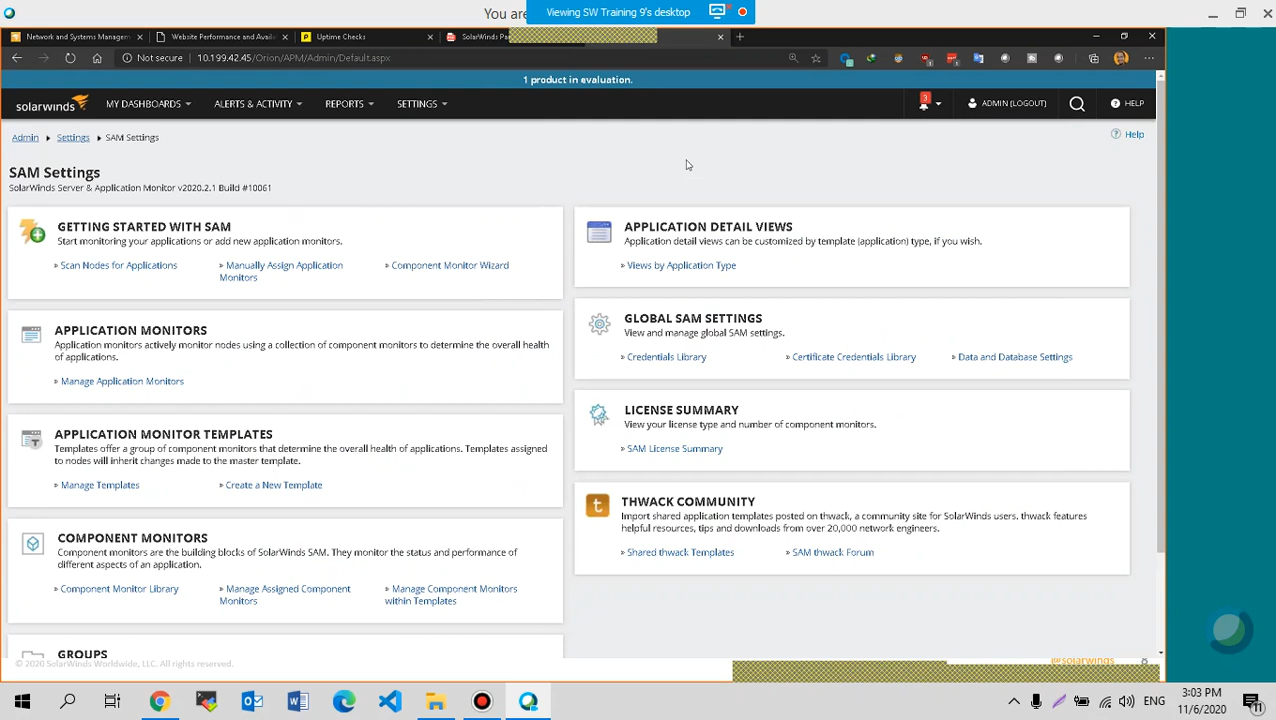 You are
Viewing SW Training 9's desktop
Network and Systems Managem
Website Performance and Availa
Uptime Checks
SolarWinds Pa
Not secure
10.199.42.45/Orion/APM/Admin/Default.aspx
1 product in evaluation.
solarwinds
MY DASHBOARDS
ALERTS & ACTIVITY
REPORTS
SETTINGS
3
ADMIN (LOGOUT)
HELP
Admin ▸ Settings ▸ SAM Settings
Help
SAM Settings
SolarWinds Server & Application Monitor v2020.2.1 Build #10061
GETTING STARTED WITH SAM
Start monitoring your applications or add new application monitors.
» Scan Nodes for Applications
» Manually Assign Application
Monitors
» Component Monitor Wizard
APPLICATION MONITORS
Application monitors actively monitor nodes using a collection of component monitors to determine the overall health
of applications.
» Manage Application Monitors
APPLICATION MONITOR TEMPLATES
Templates offer a group of component monitors that determine the overall health of applications. Templates assigned
to nodes will inherit changes made to the master template.
» Manage Templates
» Create a New Template
COMPONENT MONITORS
Component monitors are the building blocks of SolarWinds SAM. They monitor the status and performance of
different aspects of an application.
» Component Monitor Library
» Manage Assigned Component
Monitors
» Manage Component Monitors
within Templates
GROUPS
APPLICATION DETAIL VIEWS
Application detail views can be customized by template (application) type, if you wish.
» Views by Application Type
GLOBAL SAM SETTINGS
View and manage global SAM settings.
» Credentials Library
» Certificate Credentials Library
» Data and Database Settings
LICENSE SUMMARY
View your license type and number of component monitors.
» SAM License Summary
THWACK COMMUNITY
Import shared application templates posted on thwack, a community site for SolarWinds users. thwack features
helpful resources, tips and downloads from over 20,000 network engineers.
» Shared thwack Templates
» SAM thwack Forum
© 2020 SolarWinds Worldwide, LLC. All rights reserved.
@solarwinds
ENG
3:03 PM
11/6/2020